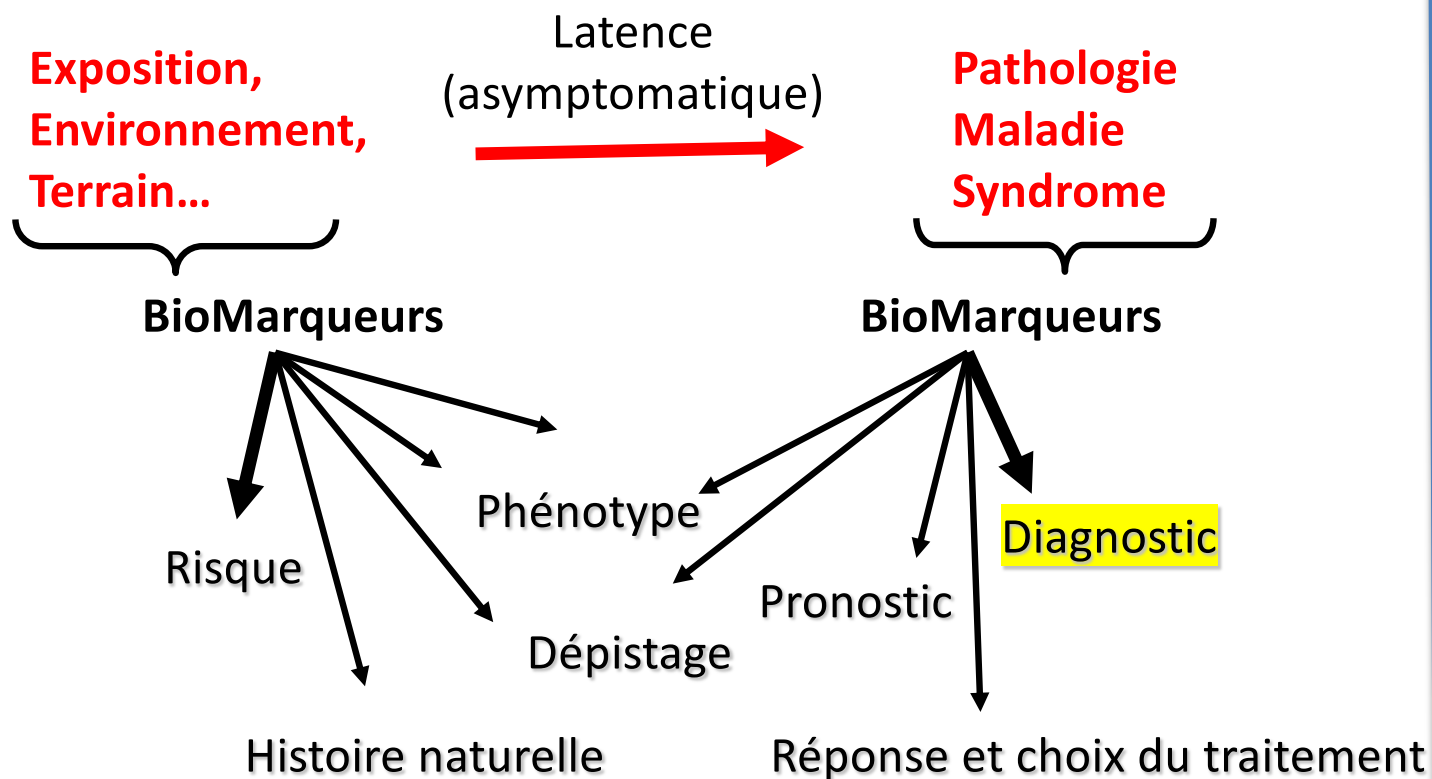 Latence
(asymptomatique)
Exposition,
Environnement,
Terrain...
Pathologie
Maladie
Syndrome
BioMarqueurs
BioMarqueurs
Phénotype
Diagnostic
Risque
Pronostic
Dépistage
Histoire naturelle
Réponse et choix du traitement